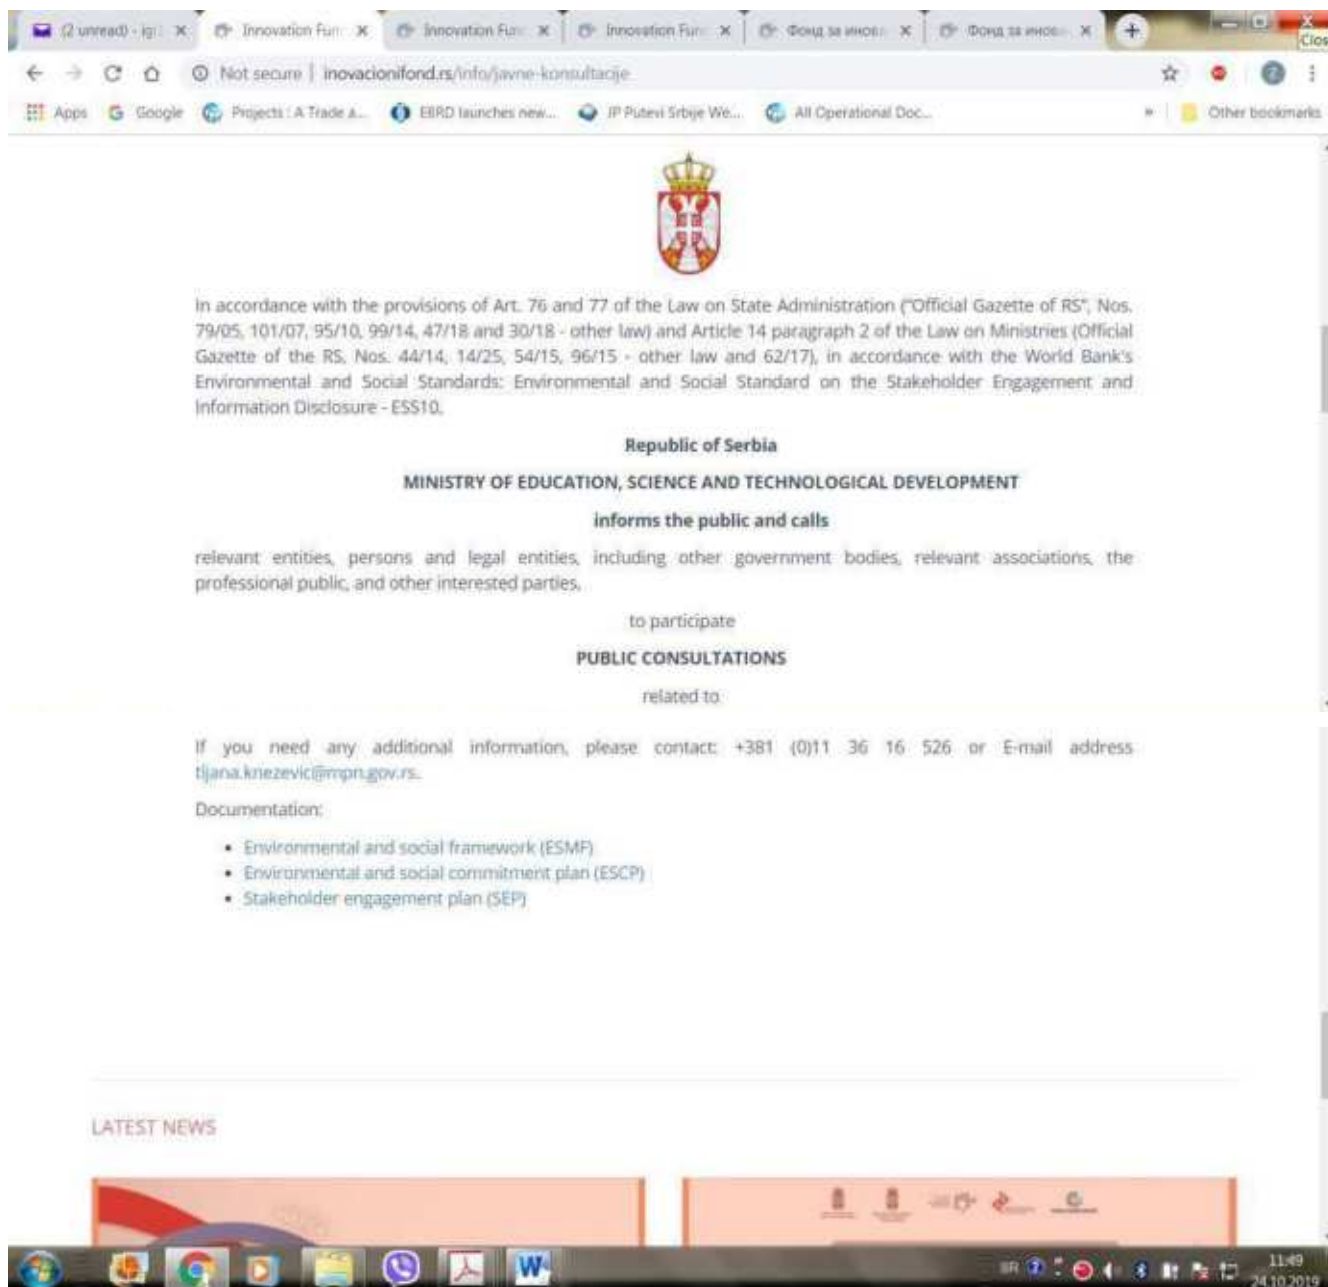 (2 unread) - ig
Innovation Fun
Innovation Fun
Innovation Fun
Фонд за инов
Фонд за инов
Clos
Not secure | inovacionifond.rs/info/javne-konsultacije
Apps Google Projects : A Trade a... EBRD launches new... JP Putevi Srbije We... All Operational Doc... » Other bookmarks
In accordance with the provisions of Art. 76 and 77 of the Law on State Administration ("Official Gazette of RS", Nos.
79/05, 101/07, 95/10, 99/14, 47/18 and 30/18 - other law) and Article 14 paragraph 2 of the Law on Ministries (Official
Gazette of the RS, Nos. 44/14, 14/25, 54/15, 96/15 - other law and 62/17), in accordance with the World Bank's
Environmental and Social Standards: Environmental and Social Standard on the Stakeholder Engagement and
Information Disclosure - ESS10,
Republic of Serbia
MINISTRY OF EDUCATION, SCIENCE AND TECHNOLOGICAL DEVELOPMENT
informs the public and calls
relevant entities, persons and legal entities, including other government bodies, relevant associations, the
professional public, and other interested parties,
to participate
PUBLIC CONSULTATIONS
related to
If you need any additional information, please contact: +381 (0)11 36 16 526 or E-mail address
tijana.knezevic@mpn.gov.rs.
Documentation:
• Environmental and social framework (ESMF)
• Environmental and social commitment plan (ESCP)
• Stakeholder engagement plan (SEP)
LATEST NEWS
11:49
24.10.2019